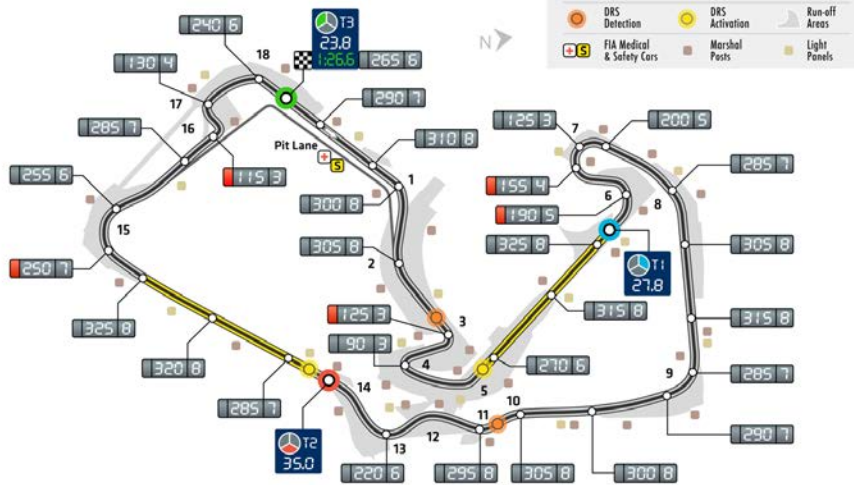 DRS
Detection
DRS
Activation
Run-off
Areas
FIA Medical
& Safety Cars
S
Marshal
Posts
Light
Panels
N
240 6
18
T3
23.8
1:26.6
265 6
130 4
17
290 7
285 7
16
310 8
Pit Lane
S
115 3
1
300 8
255 6
15
305 8
2
250 7
325 8
125 3
3
90 3
4
320 8
285 7
14
T2
35.0
13
220 6
12
11
295 8
10
305 8
300 8
5
270 6
315 8
325 8
T1
27.8
190 5
6
155 4
7
125 3
200 5
285 7
8
305 8
315 8
285 7
9
290 7